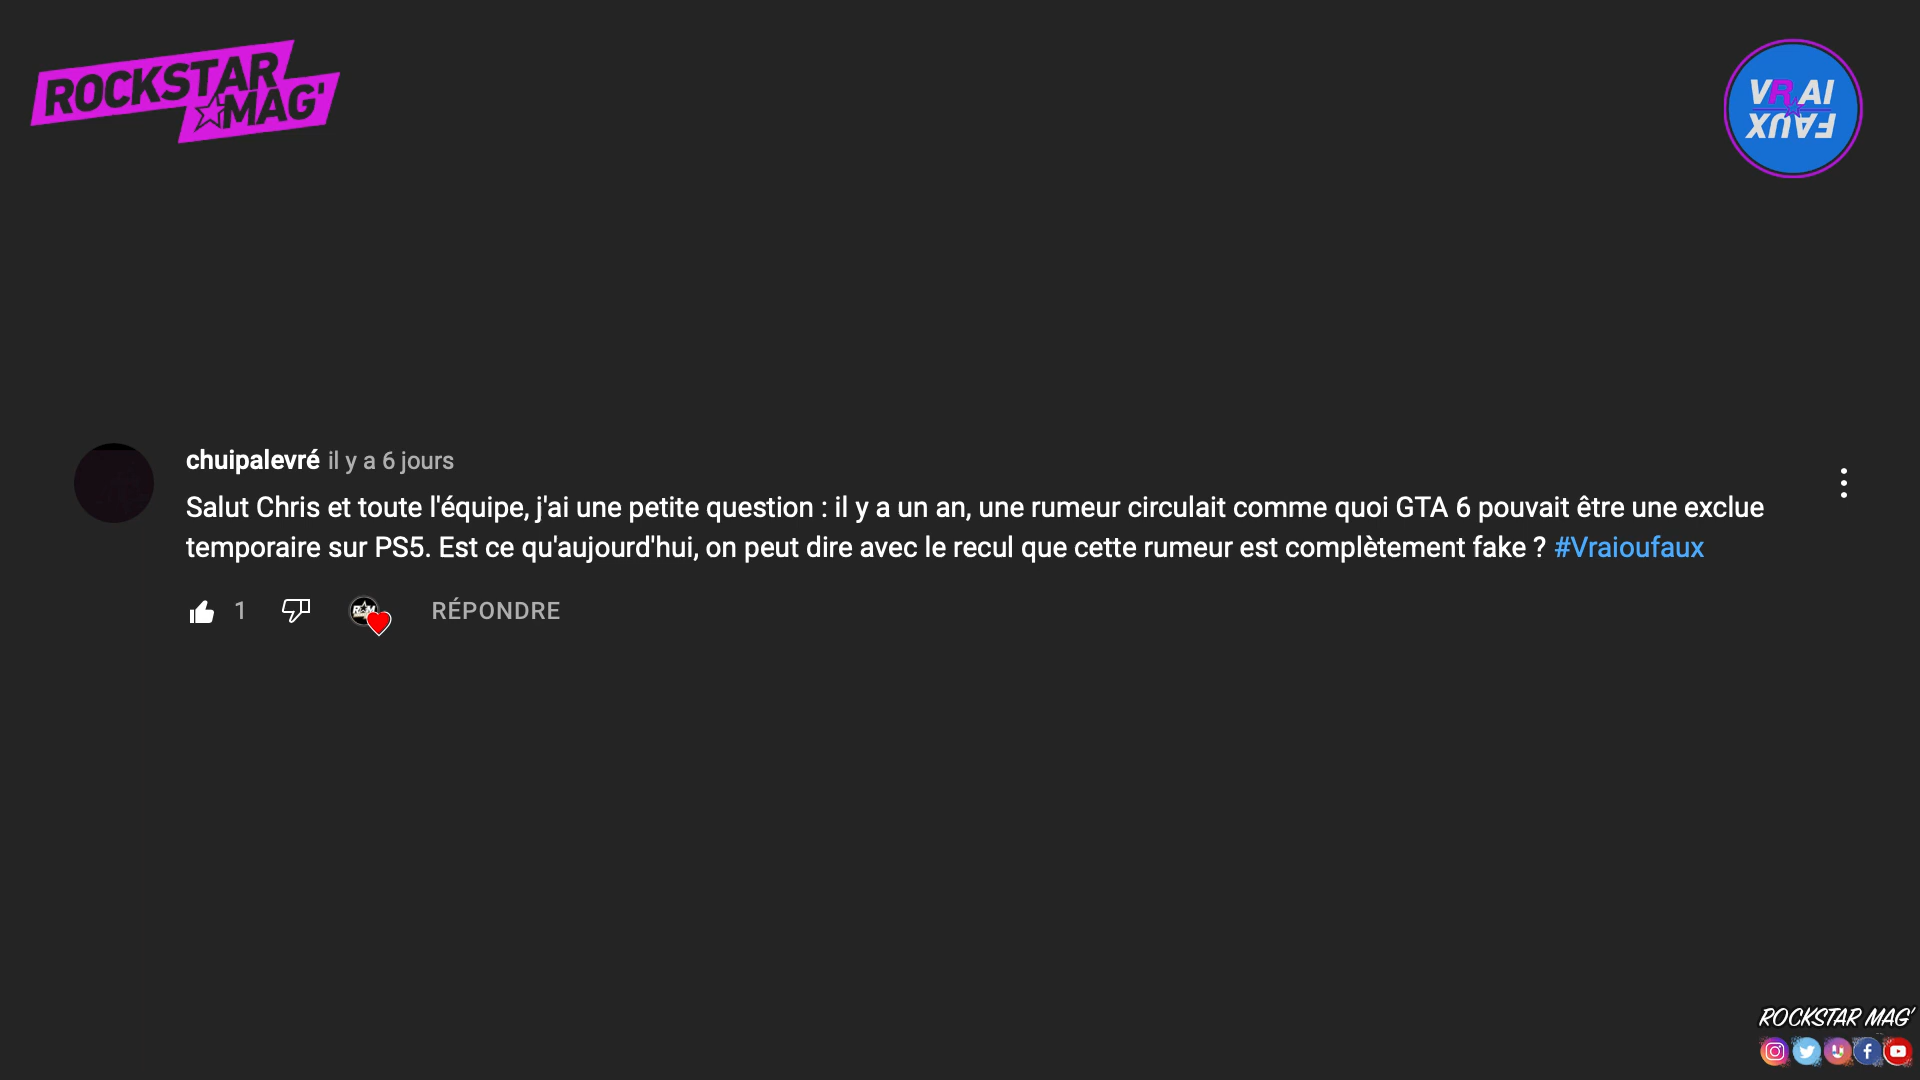 ROCKSTAR
MAG'
VRAI
FAUX
chuipalevré il y a 6 jours
Salut Chris et toute l'équipe, j'ai une petite question : il y a un an, une rumeur circulait comme quoi GTA 6 pouvait être une exclue
temporaire sur PS5. Est ce qu'aujourd'hui, on peut dire avec le recul que cette rumeur est complètement fake ? #Vraioufaux
1
RÉPONDRE
ROCKSTAR MAG'